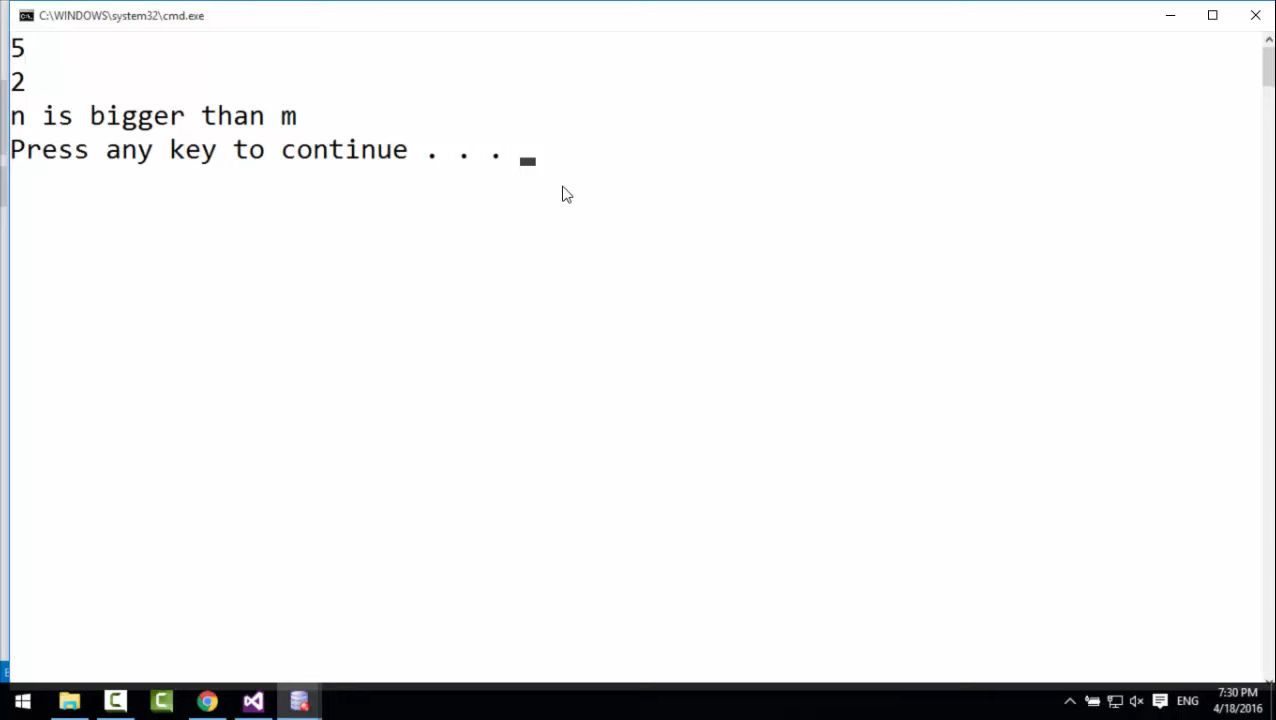 C:\WINDOWS\system32\cmd.exe
5
2
n is bigger than m
Press any key to continue . . .
ENG
7:30 PM
4/18/2016